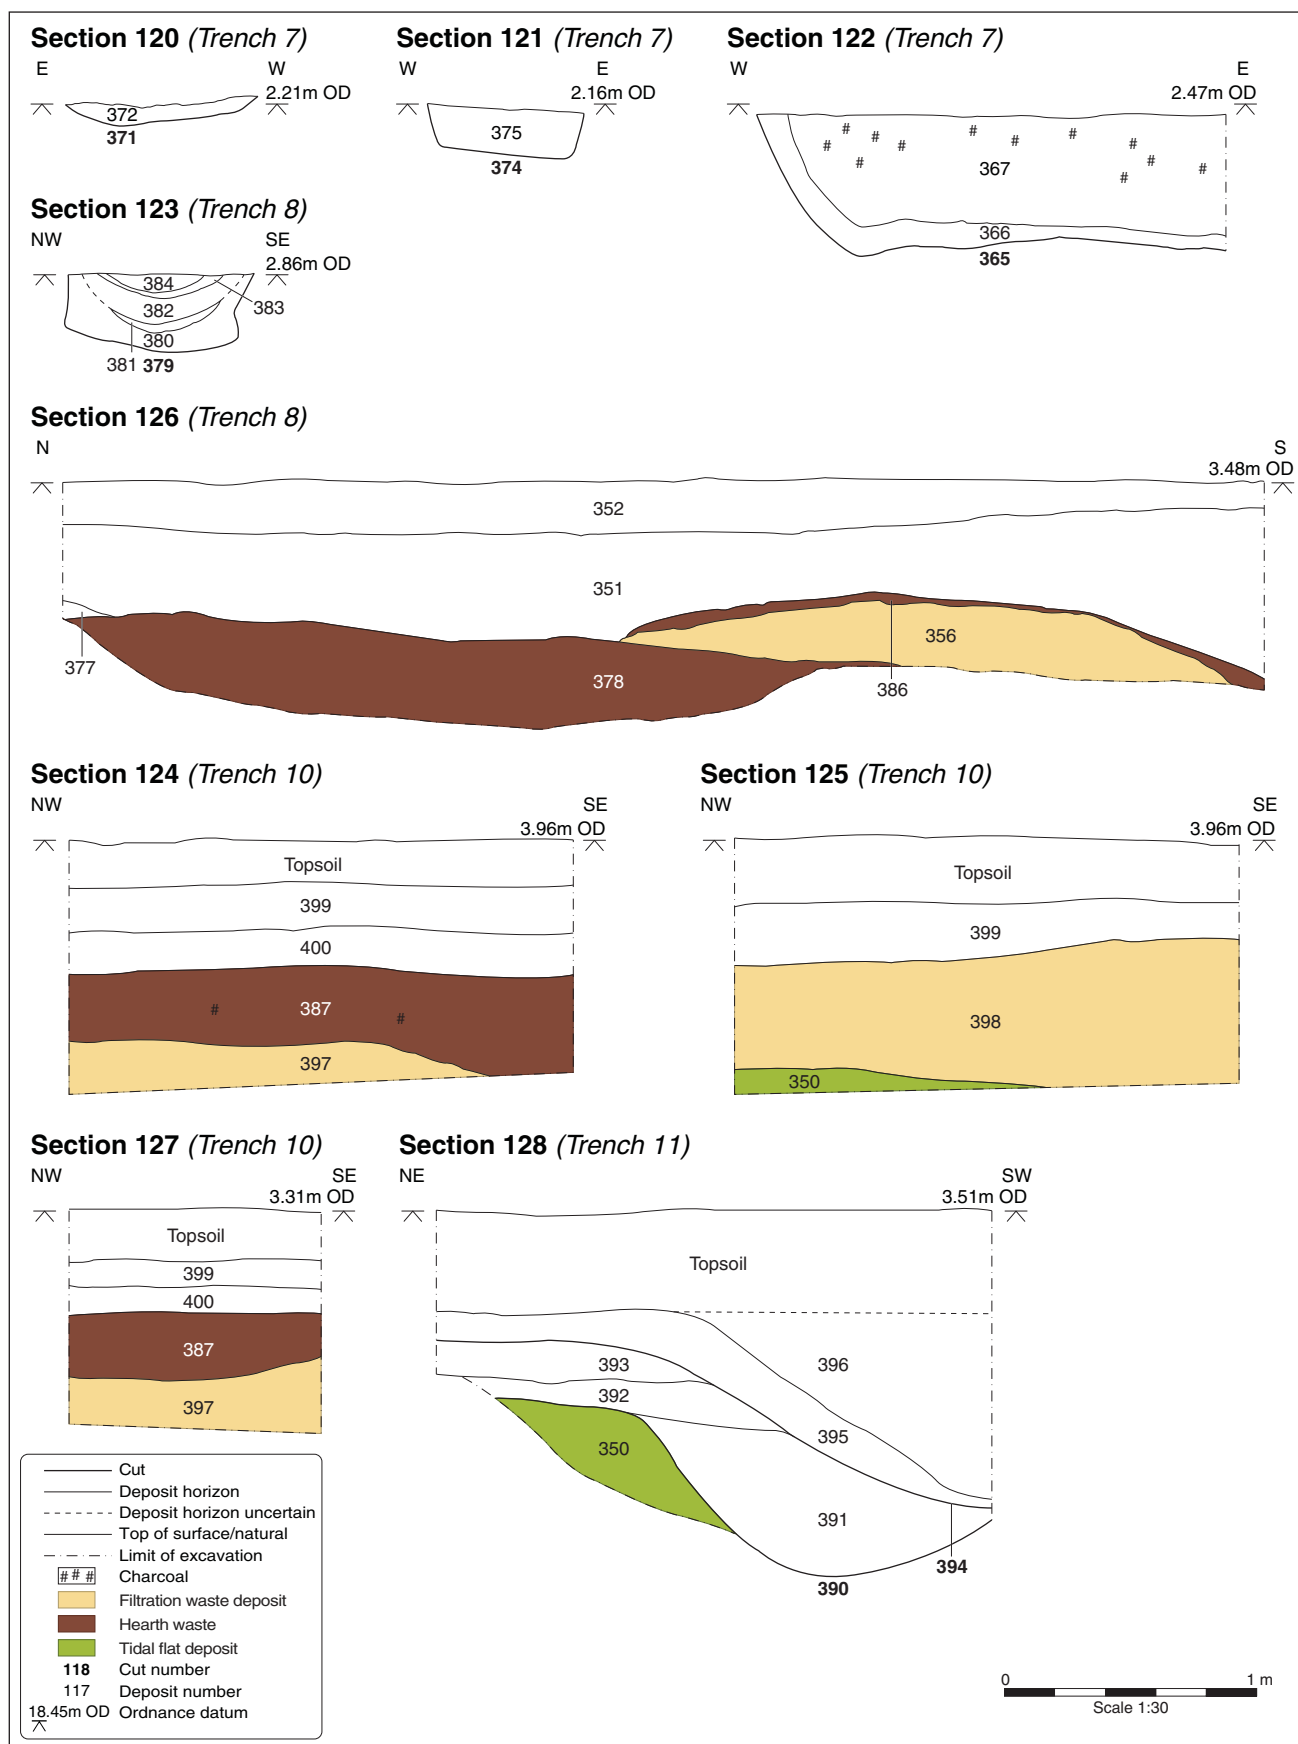 Section 120 (Trench 7)
E
W
2.21m OD
372
371
Section 121 (Trench 7)
W
E
2.16m OD
375
374
Section 122 (Trench 7)
W
E
2.47m OD
# # # # # # # # # # # # #
367
366
365
Section 123 (Trench 8)
NW
SE
2.86m OD
384
383
382
380
381
379
Section 126 (Trench 8)
N
S
3.48m OD
352
351
356
377
378
386
Section 124 (Trench 10)
NW
SE
3.96m OD
Topsoil
399
400
# 387 #
397
Section 125 (Trench 10)
NW
SE
3.96m OD
Topsoil
399
398
350
Section 127 (Trench 10)
NW
SE
3.31m OD
Topsoil
399
400
387
397
Section 128 (Trench 11)
NE
SW
3.51m OD
Topsoil
393
396
392
395
350
391
394
390
Cut
Deposit horizon
Deposit horizon uncertain
Top of surface/natural
Limit of excavation
# # # Charcoal
Filtration waste deposit
Hearth waste
Tidal flat deposit
118 Cut number
117 Deposit number
18.45m OD Ordnance datum
0 1 m
Scale 1:30